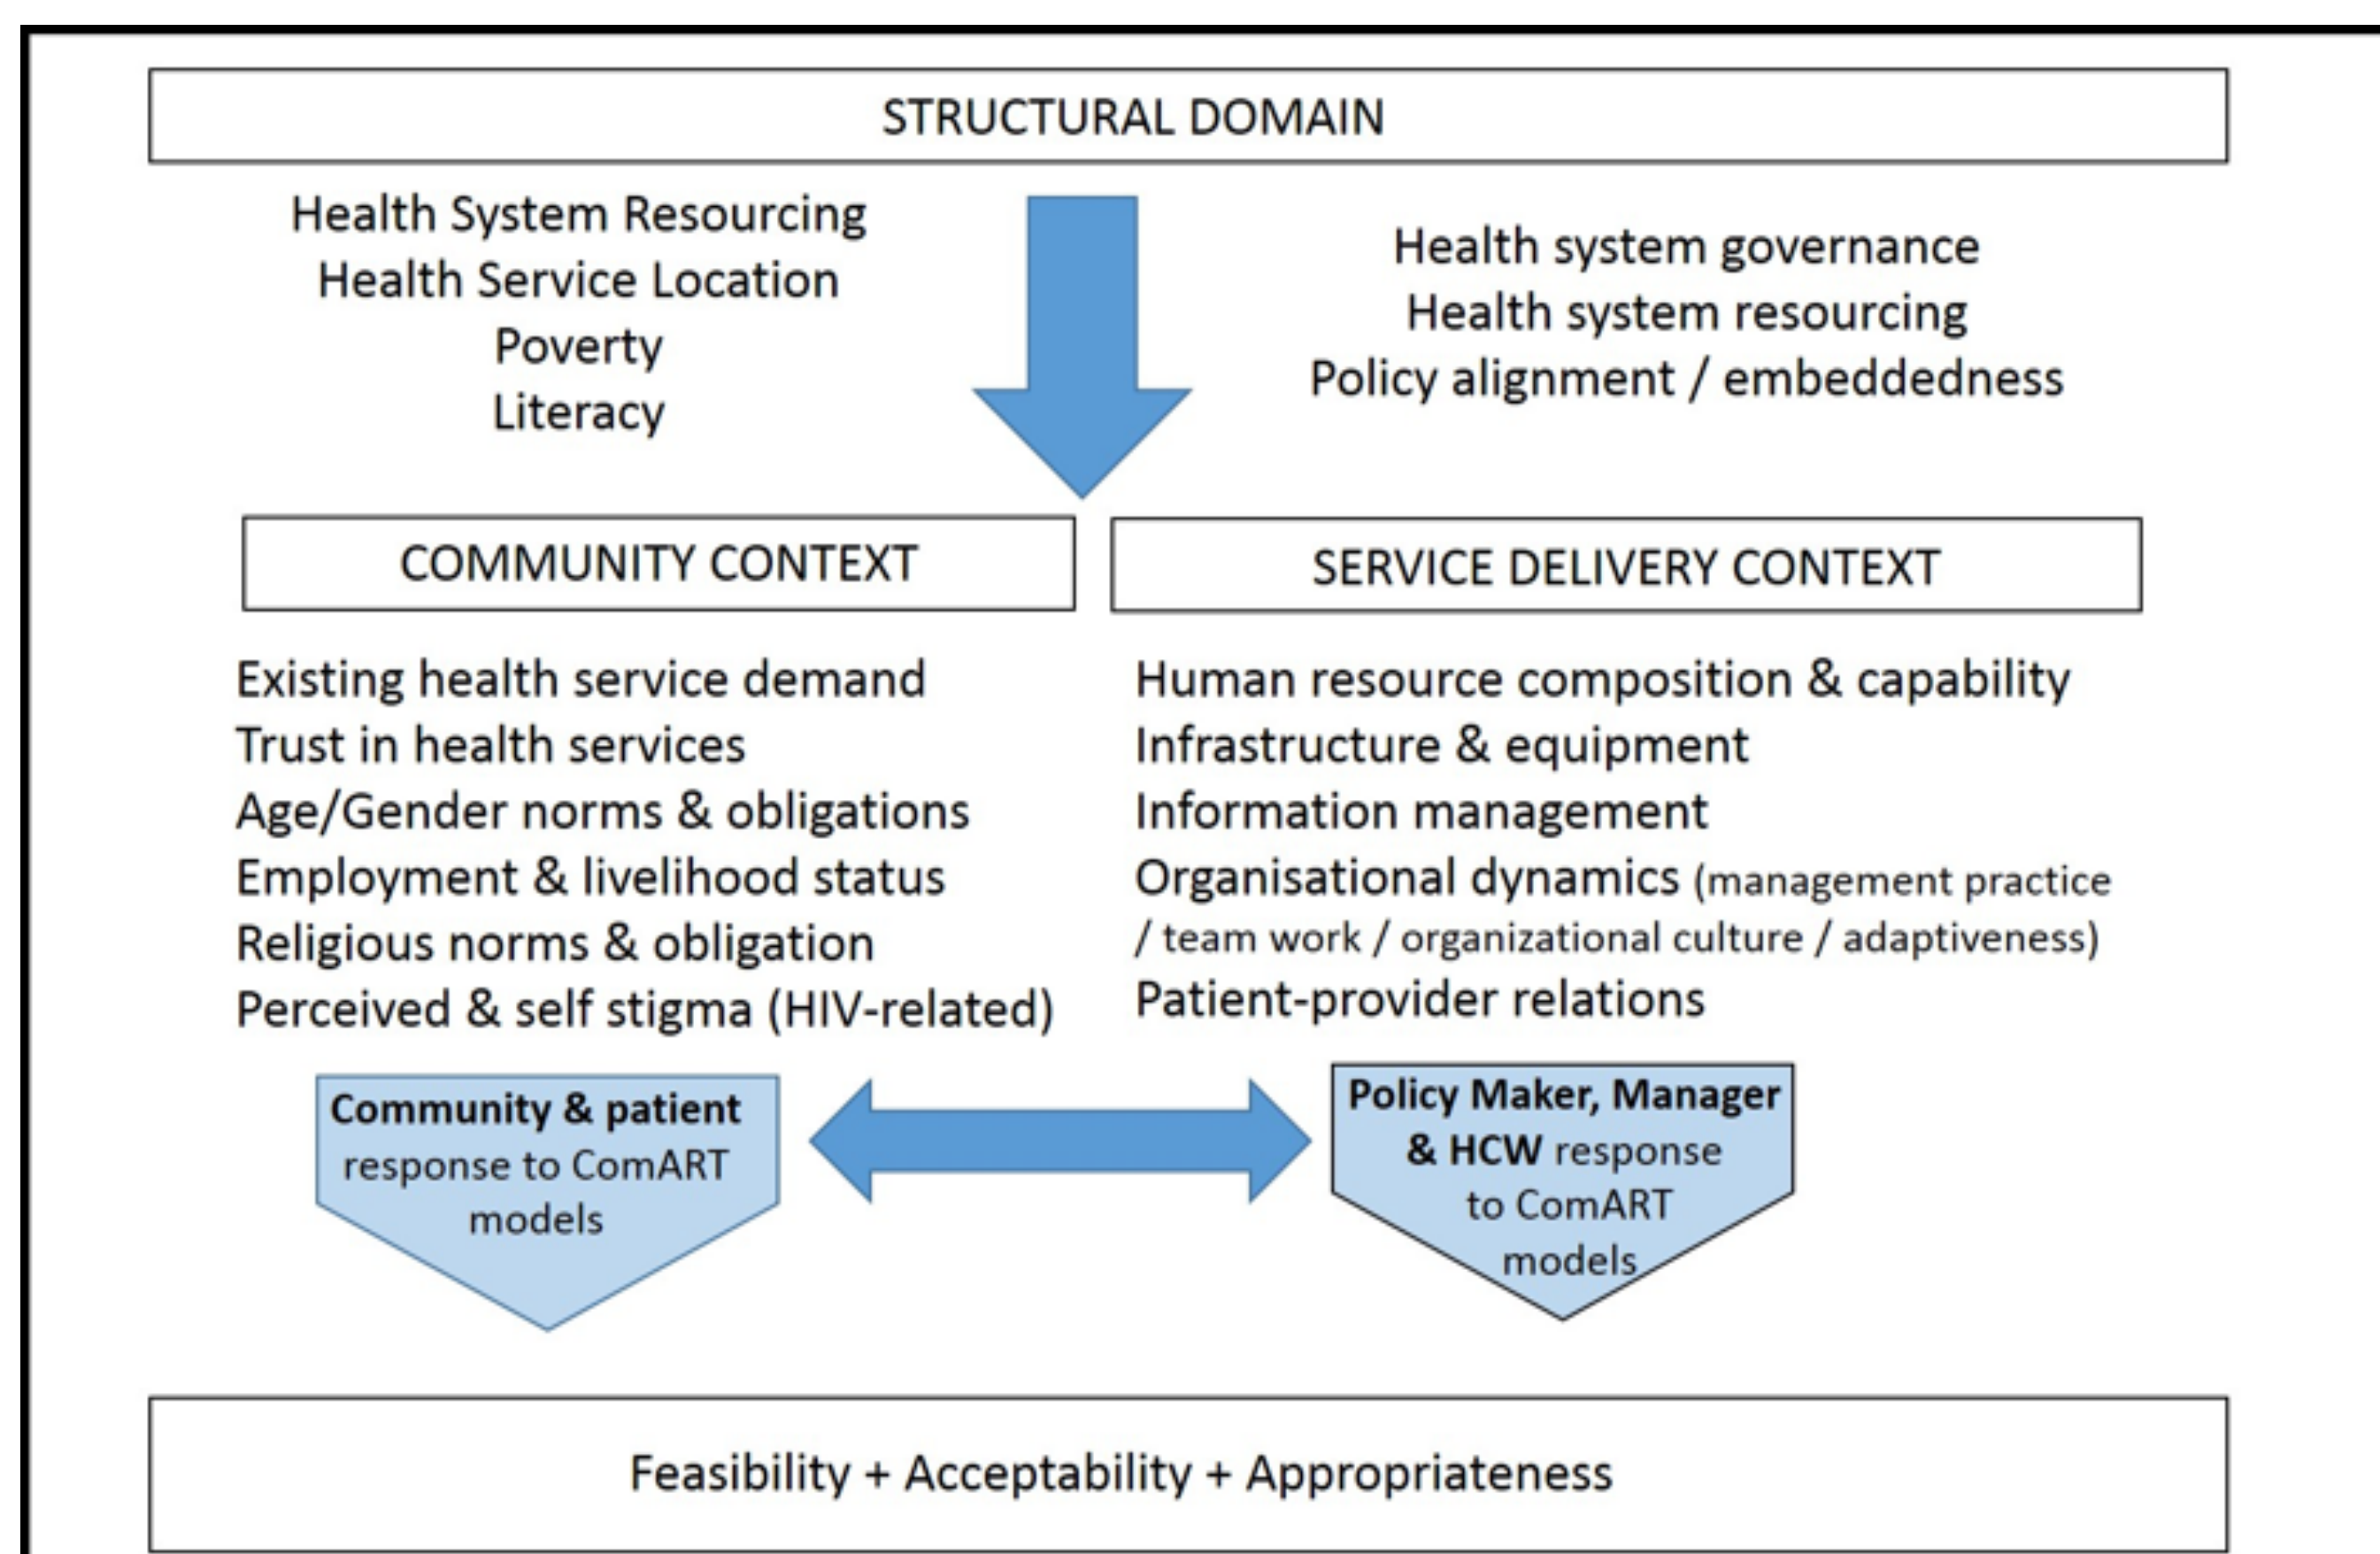 STRUCTURAL DOMAIN
Health System Resourcing
Health Service Location
Poverty
Literacy
Health system governance
Health system resourcing
Policy alignment / embeddedness
COMMUNITY CONTEXT
Existing health service demand
Trust in health services
Age/Gender norms & obligations
Employment & livelihood status
Religious norms & obligation
Perceived & self stigma (HIV-related)
SERVICE DELIVERY CONTEXT
Human resource composition & capability
Infrastructure & equipment
Information management
Organisational dynamics (management practice
/ team work / organizational culture / adaptiveness)
Patient-provider relations
Community & patient
response to ComART
models
Policy Maker, Manager
& HCW response
to ComART
models
Feasibility + Acceptability + Appropriateness